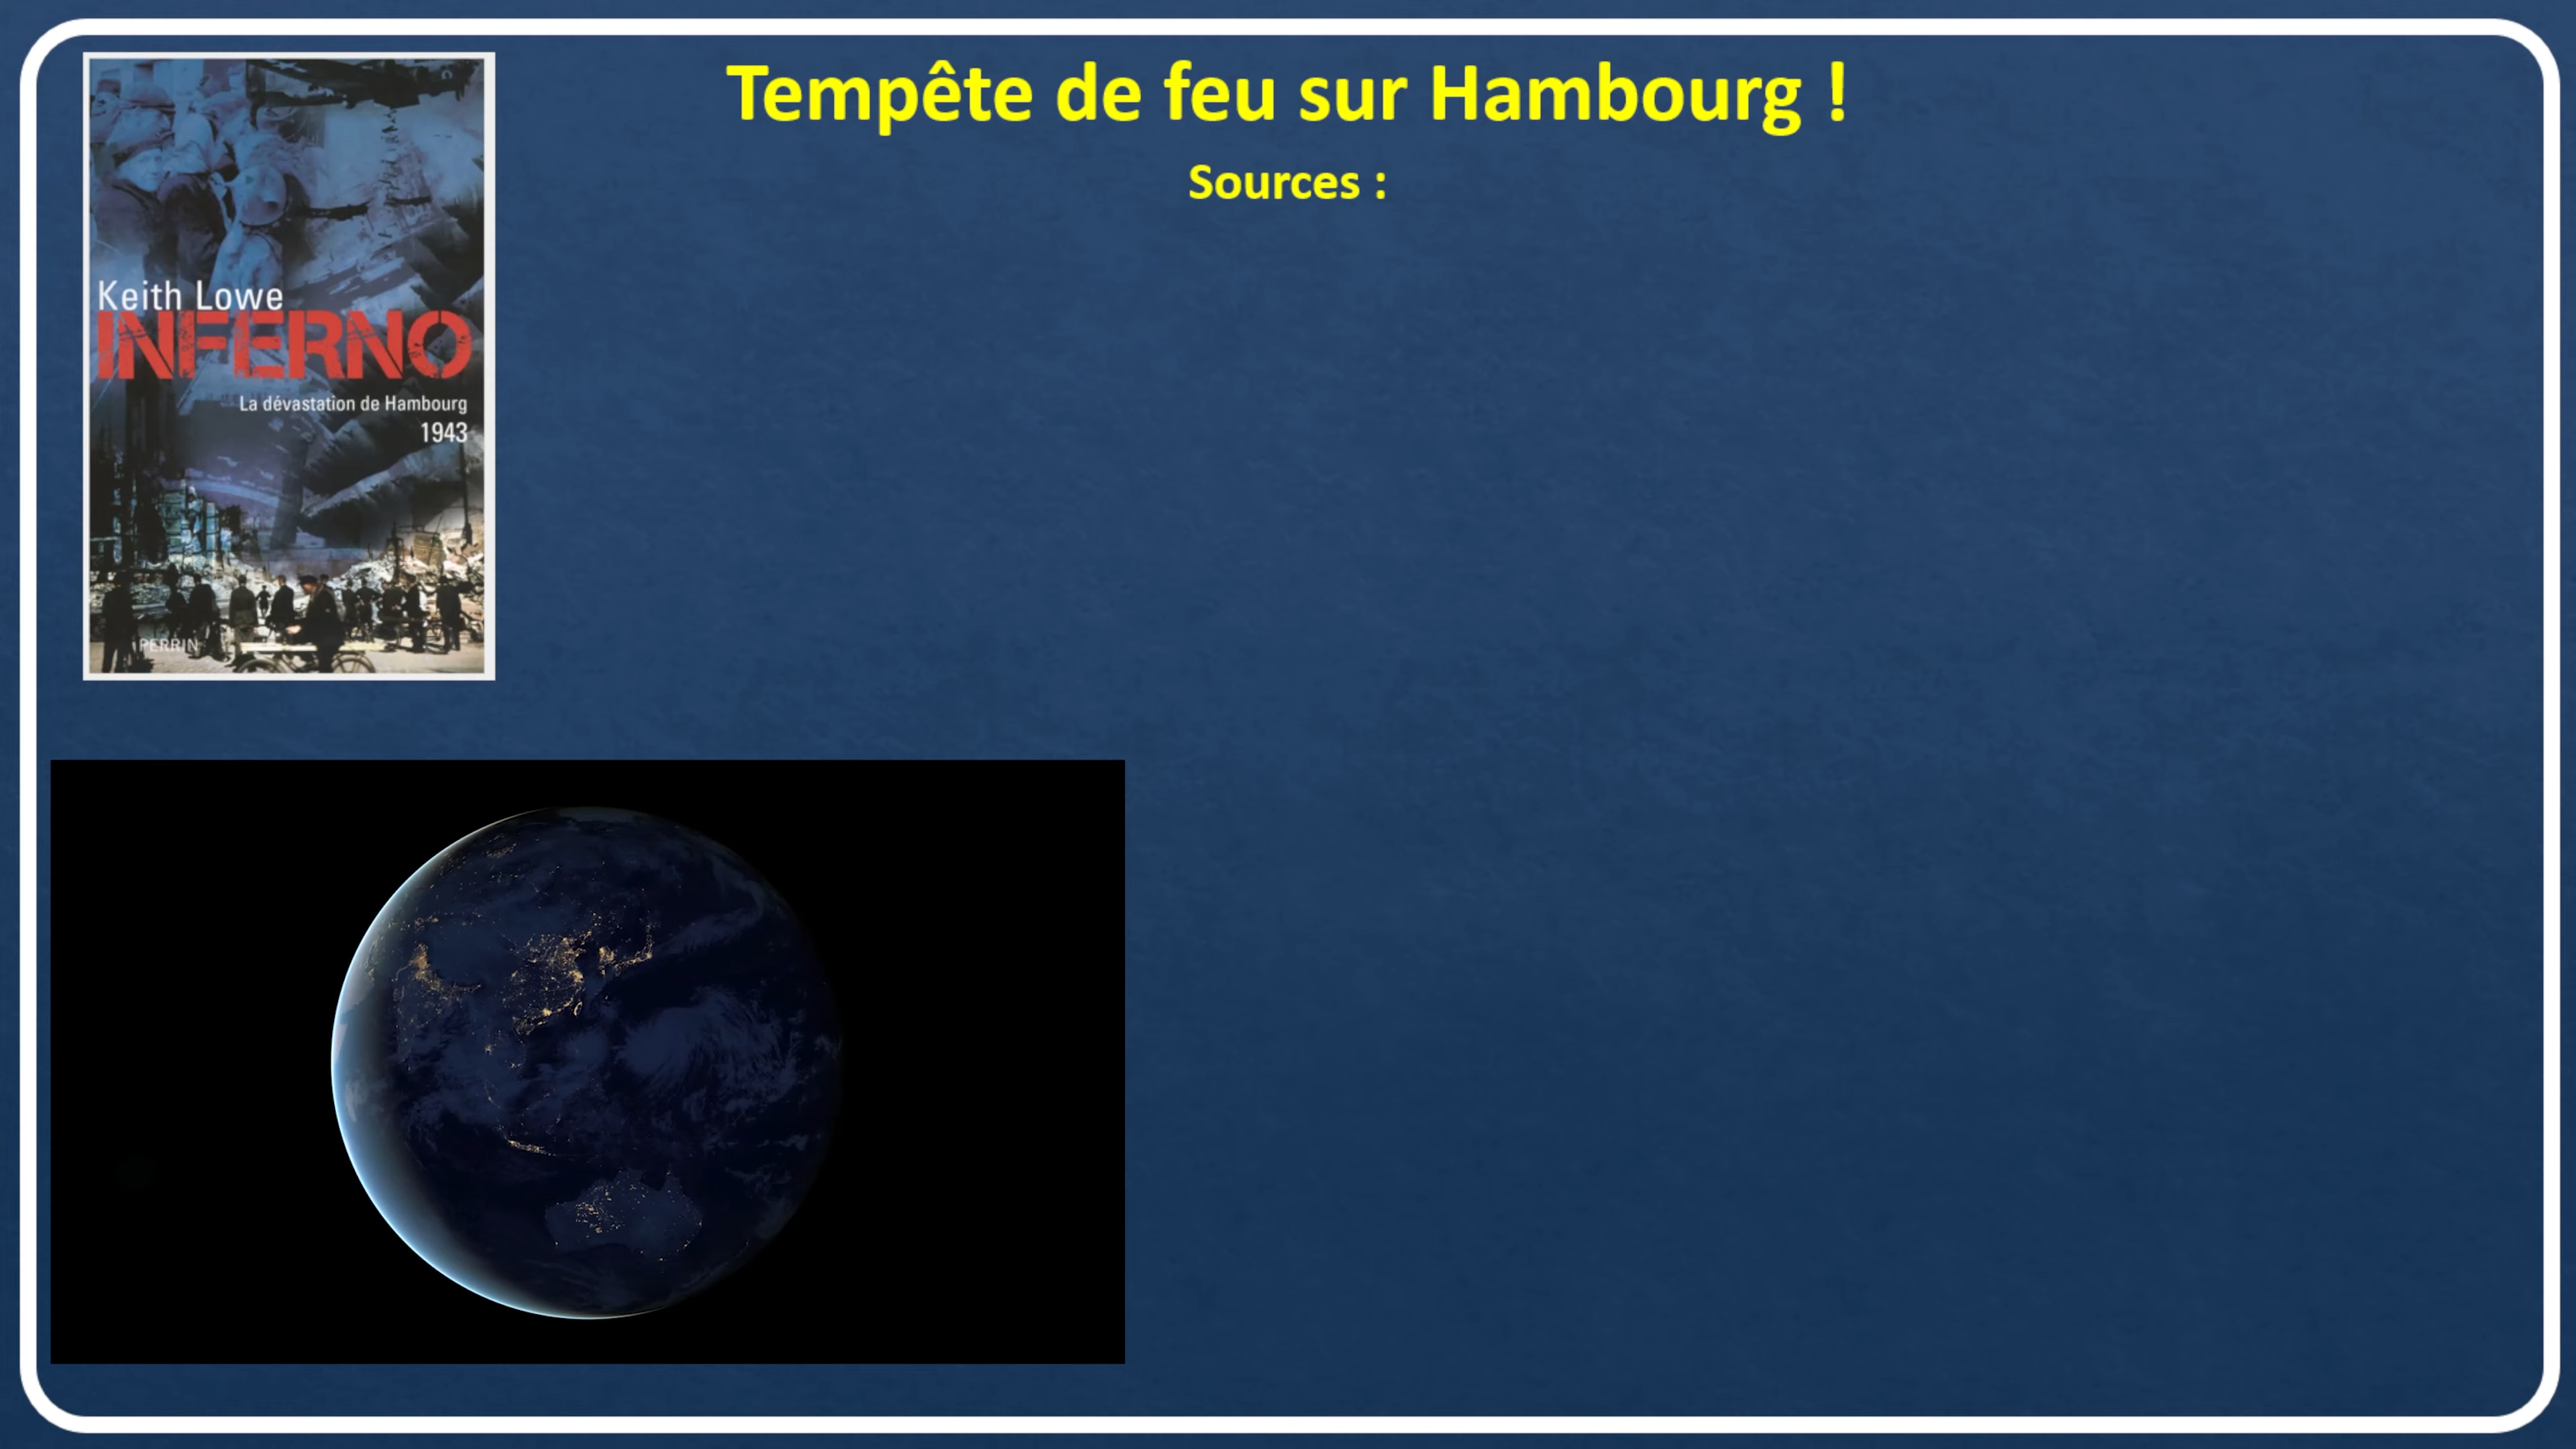 Tempête de feu sur Hambourg !
Sources :
Keith Lowe
INFERNO
La dévastation de Hambourg
1943
PERRIN